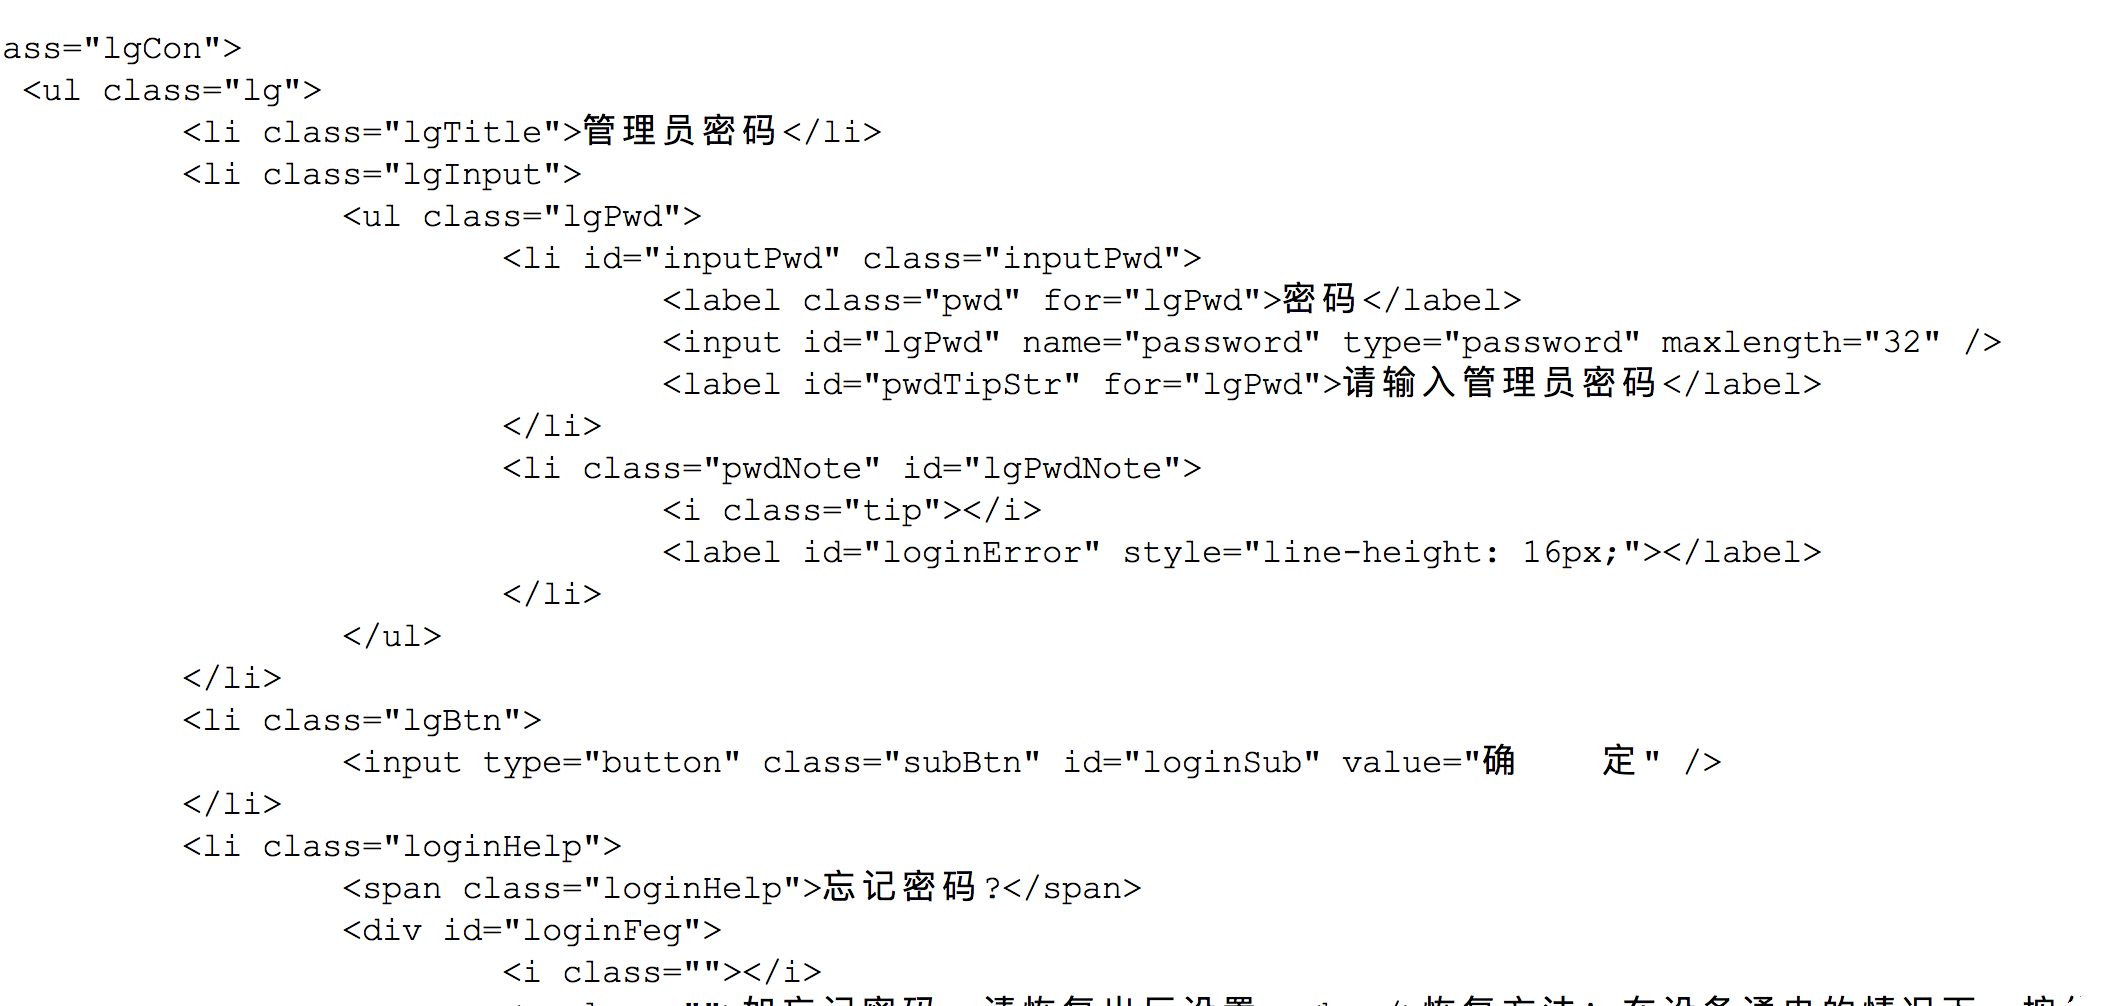 ass="lgCon">
<ul class="lg">
<li class="lgTitle">管理员密码</li>
<li class="lgInput">
<ul class="lgPwd">
<li id="inputPwd" class="inputPwd">
<label class="pwd" for="lgPwd">密码</label>
<input id="lgPwd" name="password" type="password" maxlength="32" />
<label id="pwdTipStr" for="lgPwd">请输入管理员密码</label>
</li>
<li class="pwdNote" id="lgPwdNote">
<i class="tip"></i>
<label id="loginError" style="line-height: 16px;"></label>
</li>
</ul>
</li>
<li class="lgBtn">
<input type="button" class="subBtn" id="loginSub" value="确    定" />
</li>
<li class="loginHelp">
<span class="loginHelp">忘记密码?</span>
<div id="loginFeg">
<i class=""></i>